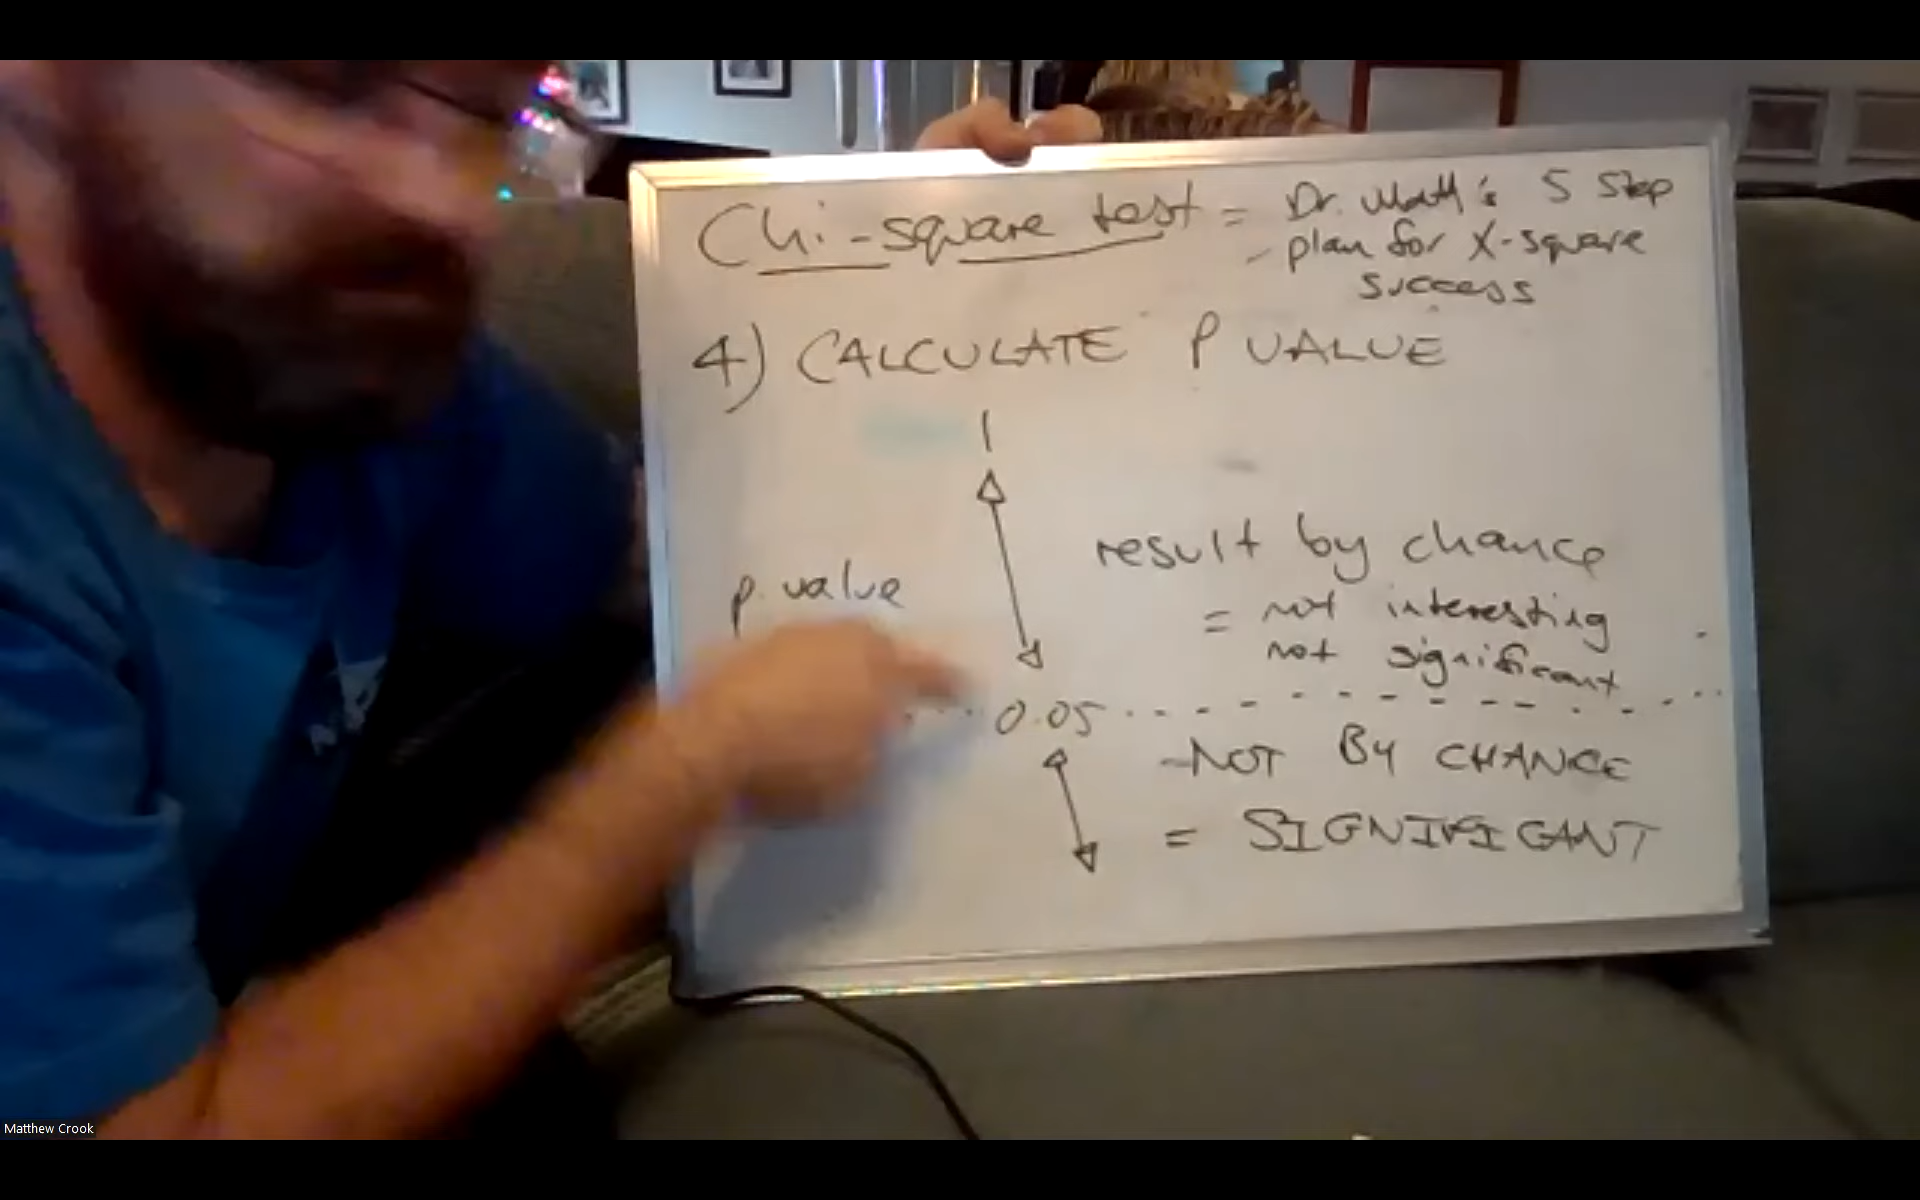 Chi-square test = Dr. Matt's 5 step
- plan for X-square
success
4) CALCULATE P VALUE
1
result by chance
p. value
= not interesting
not significant
0.05
-NOT BY CHANCE
= SIGNIFIGANT
Matthew Crook